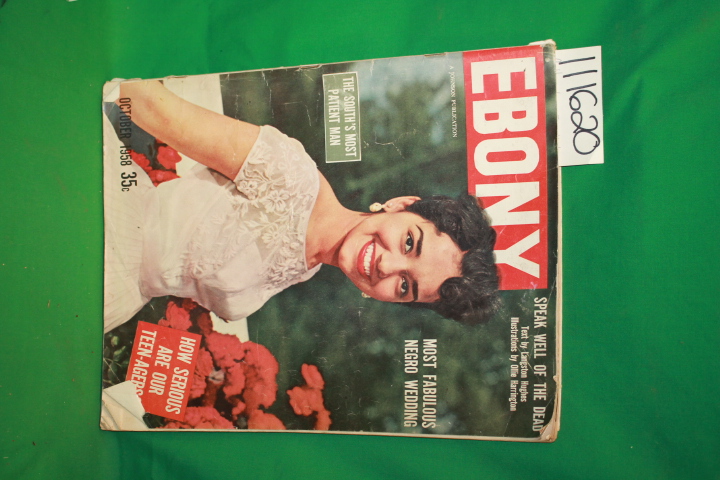 111620
EBONY
A JOHNSON PUBLICATION
SPEAK WELL OF THE DEAD
Text by Langston Hughes
Illustrations by Ollie Harrington
MOST FABULOUS
NEGRO WEDDING
THE SOUTH'S MOST
PATIENT MAN
HOW SERIOUS
ARE OUR
TEEN-AGERS
OCTOBER 1958 35c